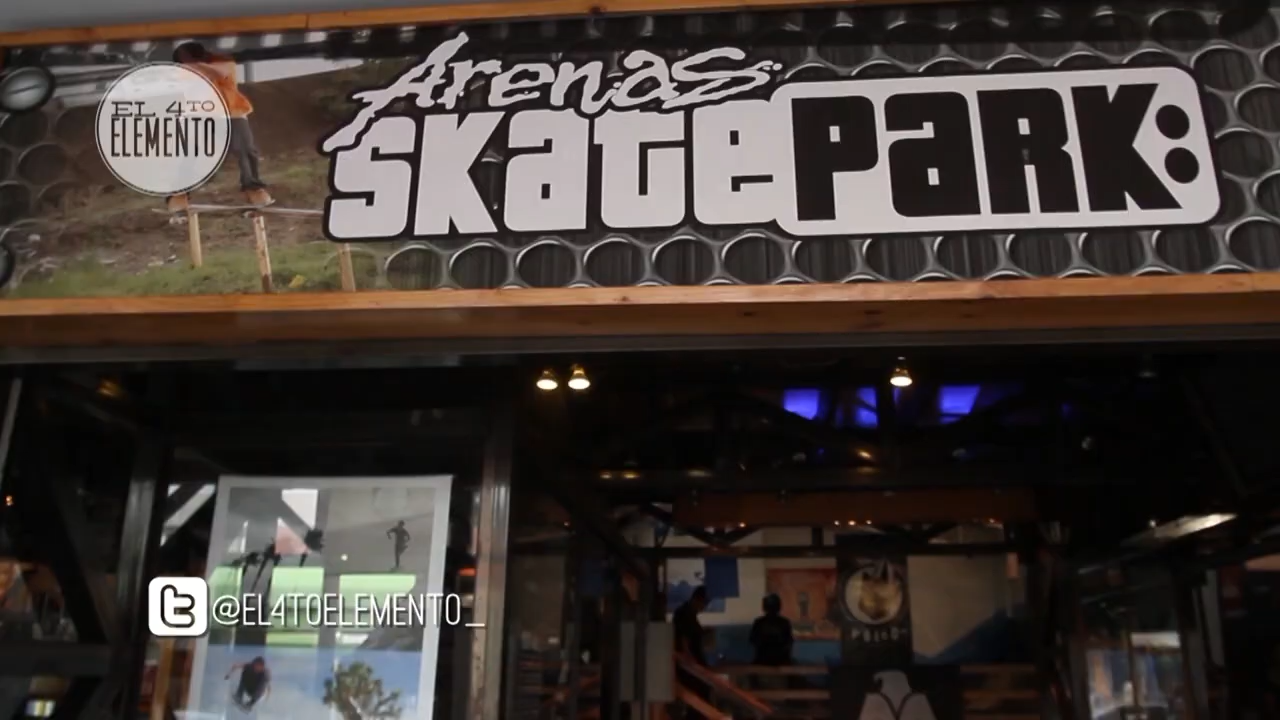 Arenas
SKatePaRK:
EL 4TO
ELEMENTO
@EL4TOELEMENTO_